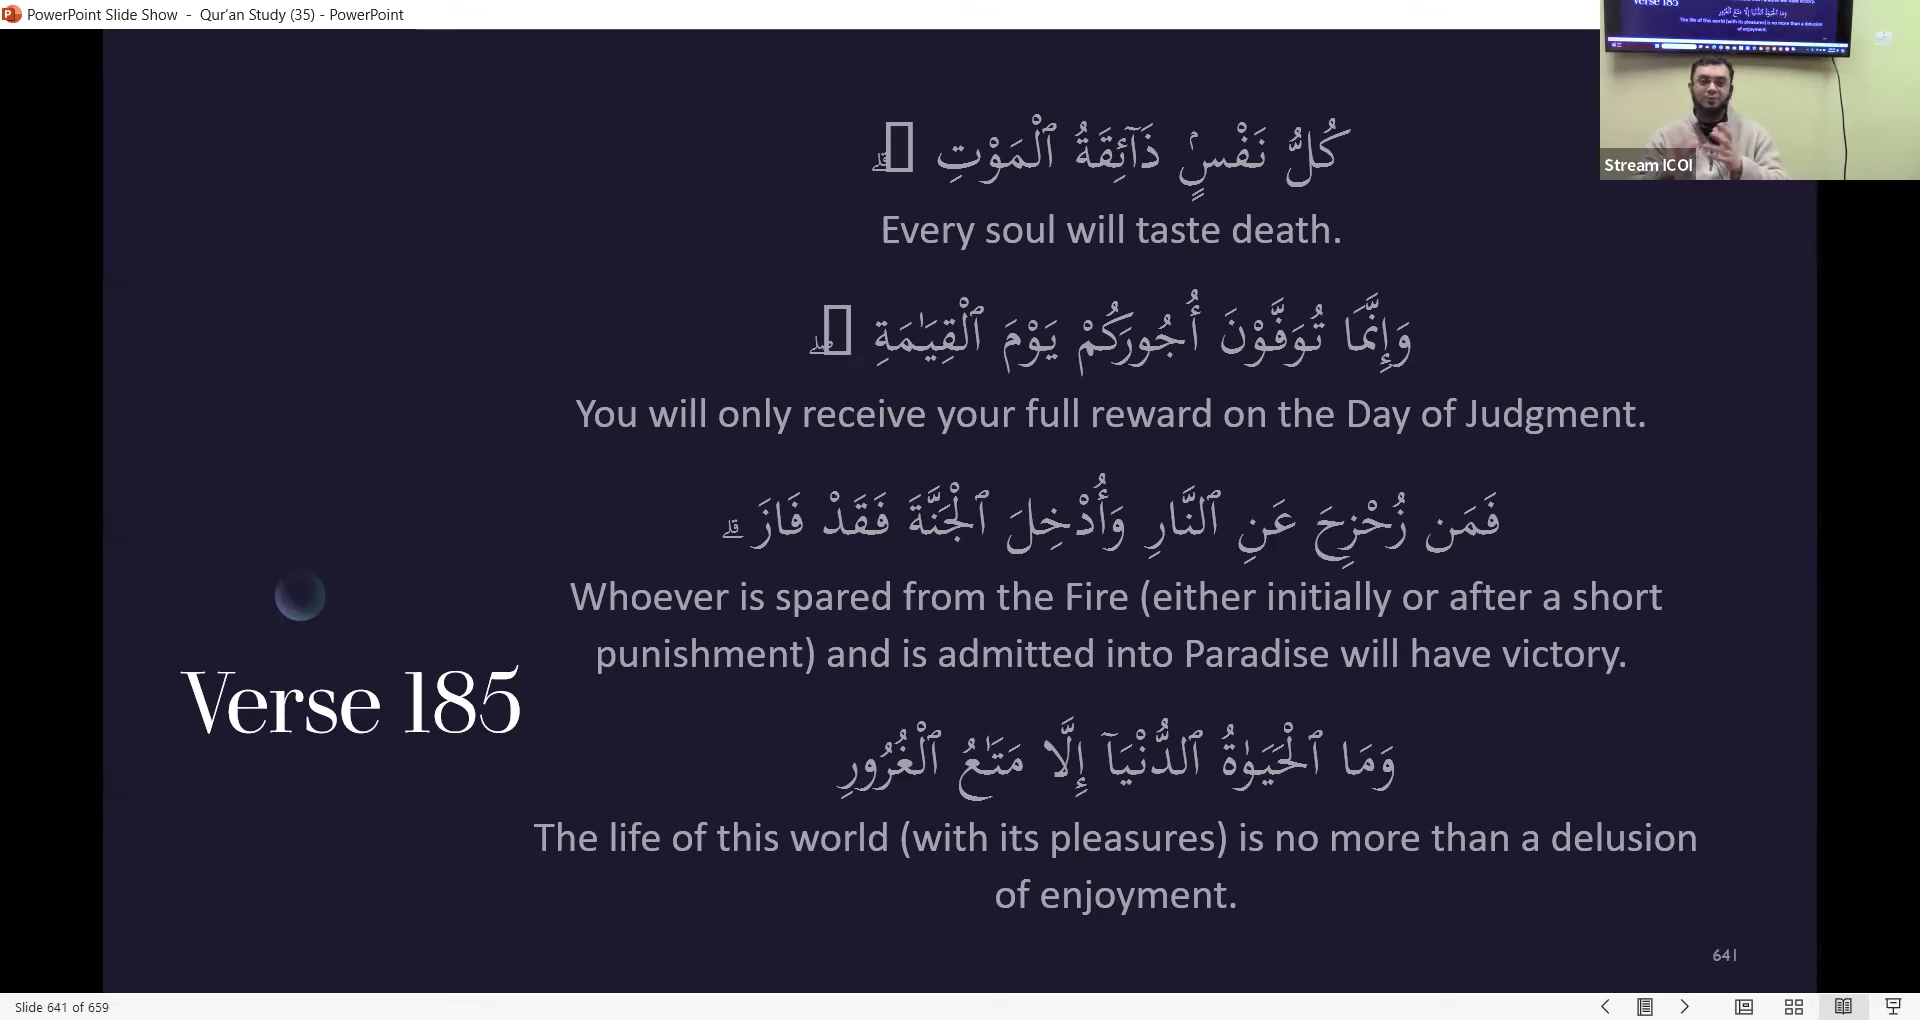 PowerPoint Slide Show - Qur'an Study (35) - PowerPoint
Stream ICOI
كُلُّ نَفْسٍۢ ذَآئِقَةُ ٱلْمَوْتِ ۗ
Every soul will taste death.
وَإِنَّمَا تُوَفَّوْنَ أُجُورَكُمْ يَوْمَ ٱلْقِيَـٰمَةِ ۖ
You will only receive your full reward on the Day of Judgment.
فَمَن زُحْزِحَ عَنِ ٱلنَّارِ وَأُدْخِلَ ٱلْجَنَّةَ فَقَدْ فَازَ ۗ
Whoever is spared from the Fire (either initially or after a short
punishment) and is admitted into Paradise will have victory.
Verse 185
وَمَا ٱلْحَيَوٰةُ ٱلدُّنْيَآ إِلَّا مَتَـٰعُ ٱلْغُرُورِ
The life of this world (with its pleasures) is no more than a delusion
of enjoyment.
641
Slide 641 of 659